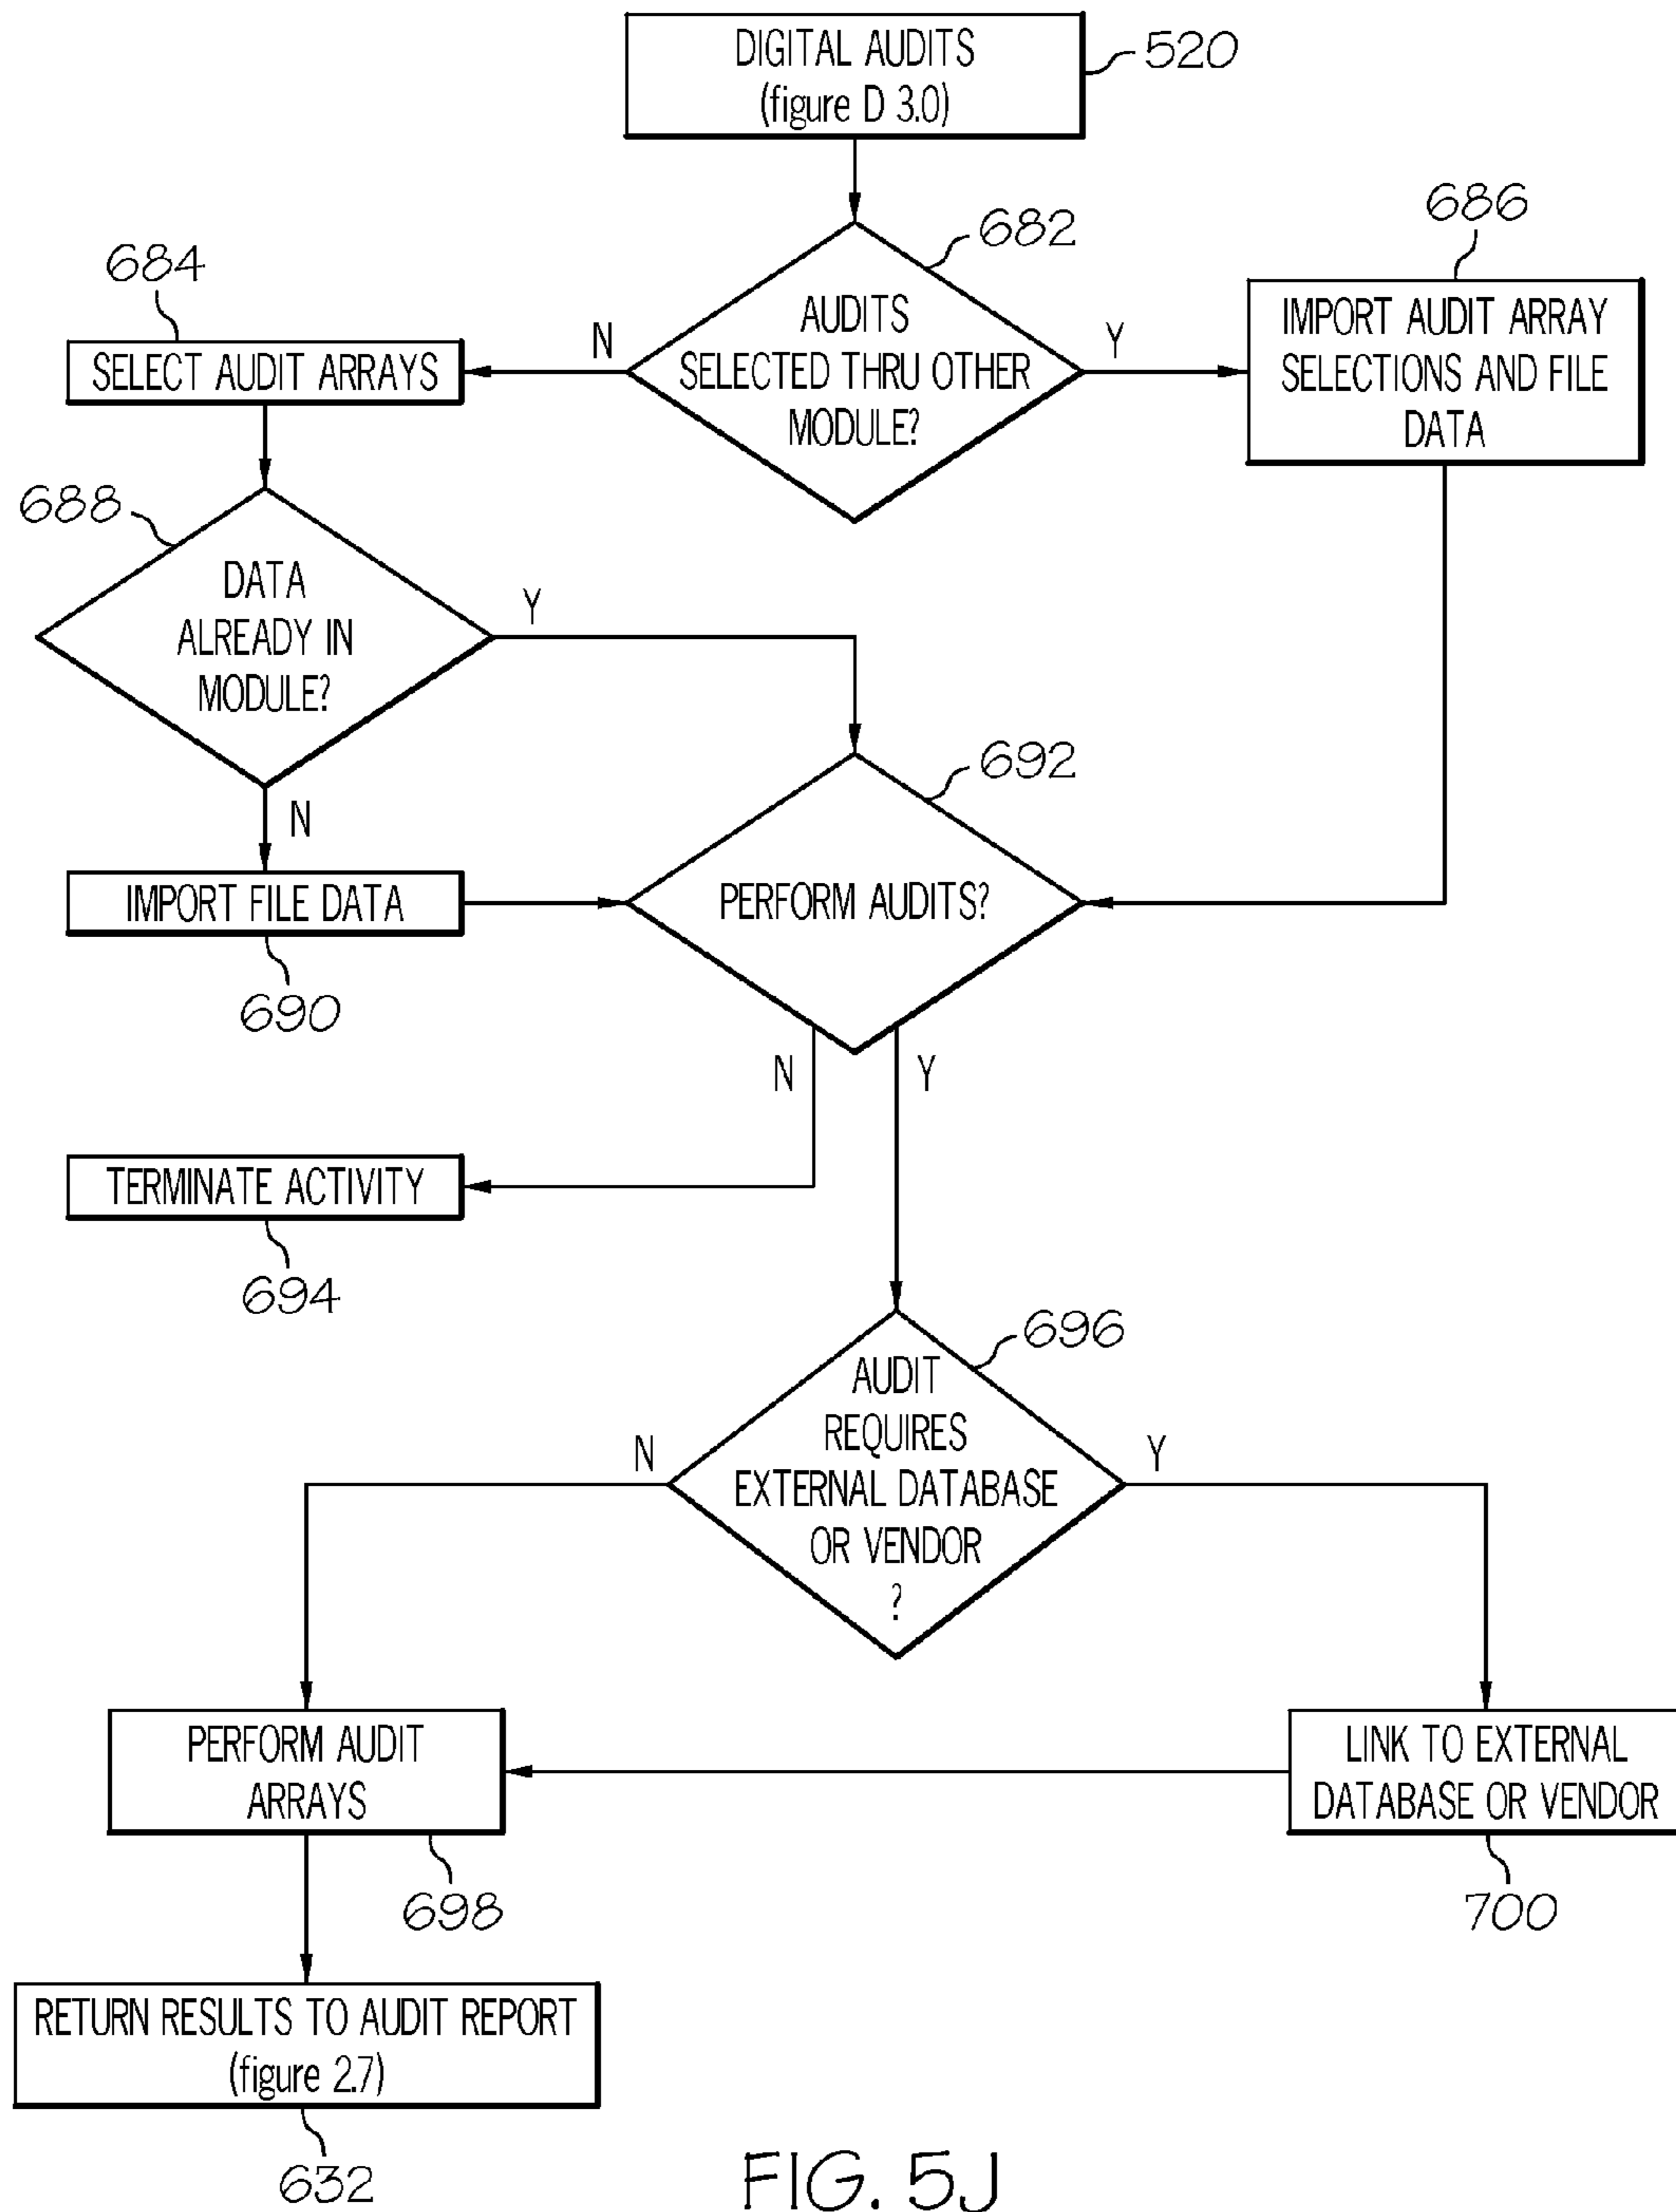 DIGITAL AUDITS
(figure D 3.0)
520
682
AUDITS
SELECTED THRU OTHER
MODULE?
N
Y
684
SELECT AUDIT ARRAYS
686
IMPORT AUDIT ARRAY
SELECTIONS AND FILE
DATA
688
DATA
ALREADY IN
MODULE?
Y
N
IMPORT FILE DATA
690
692
PERFORM AUDITS?
N
Y
TERMINATE ACTIVITY
694
696
AUDIT
REQUIRES
EXTERNAL DATABASE
OR VENDOR
?
N
Y
PERFORM AUDIT
ARRAYS
698
LINK TO EXTERNAL
DATABASE OR VENDOR
700
RETURN RESULTS TO AUDIT REPORT
(figure 2.7)
632
FIG. 5J